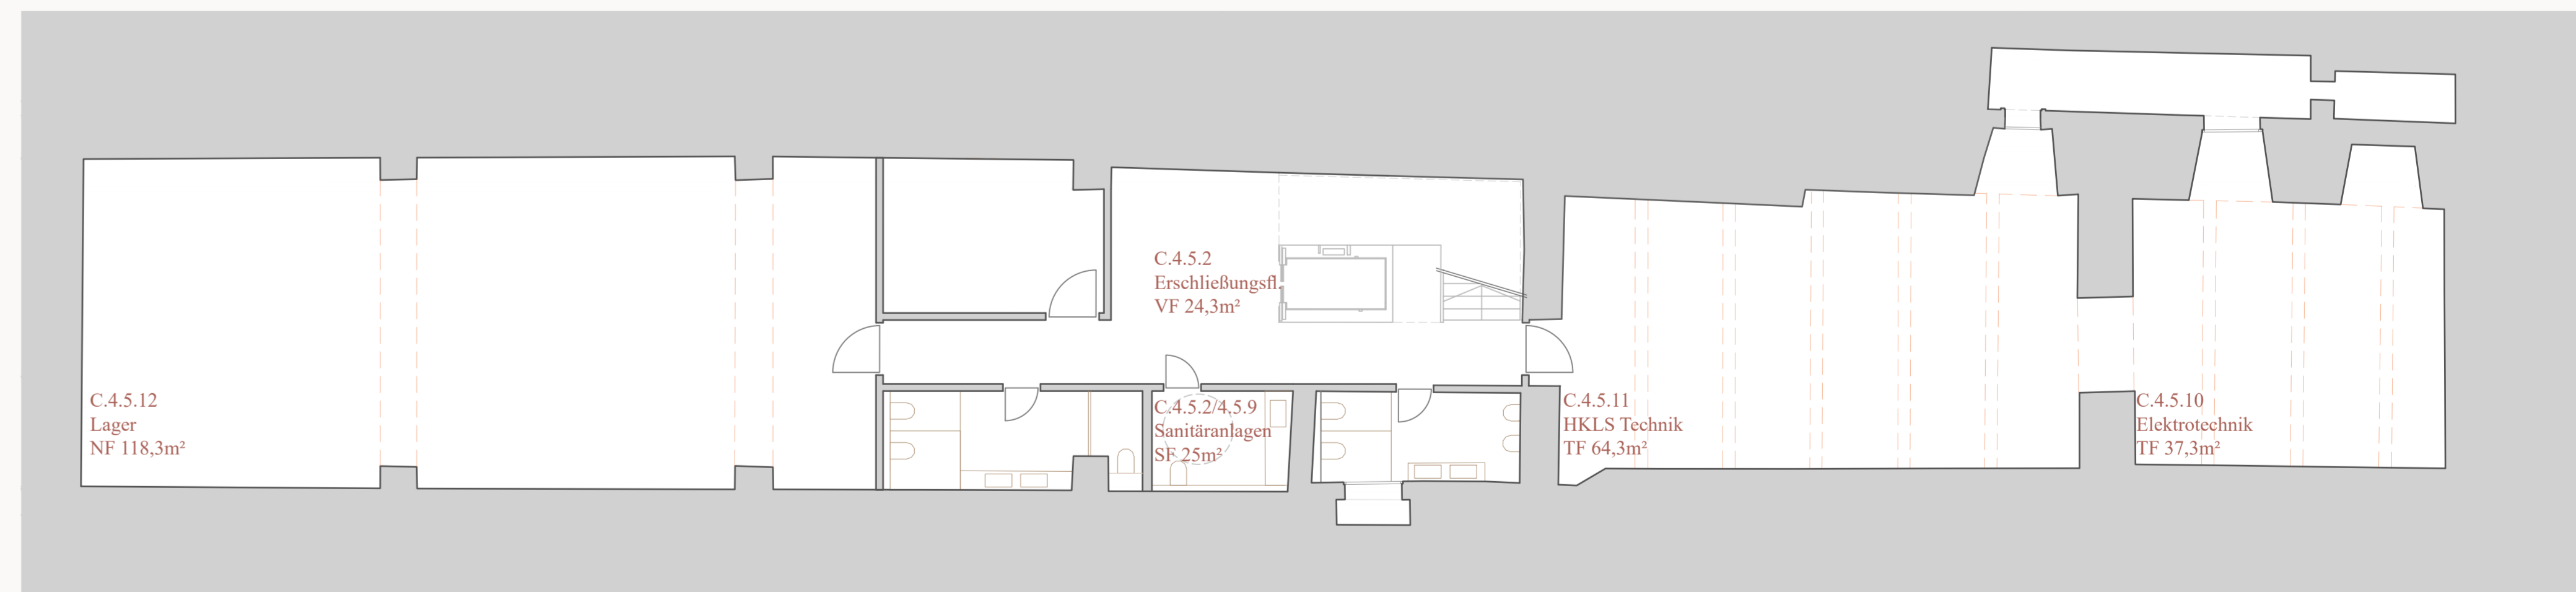 C.4.5.12
Lager
NF 118,3m²
C.4.5.2
Erschließungsfl.
VF 24,3m²
C.4.5.2/4.5.9
Sanitäranlagen
SF 25m²
C.4.5.11
HKLS Technik
TF 64,3m²
C.4.5.10
Elektrotechnik
TF 37,3m²